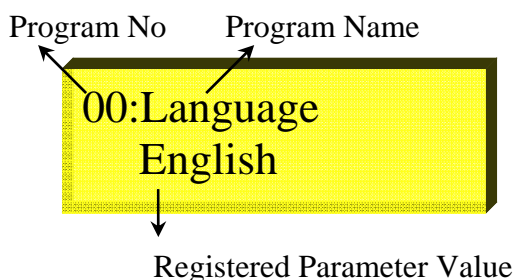 Program No Program Name
00:Language
English
Registered Parameter Value